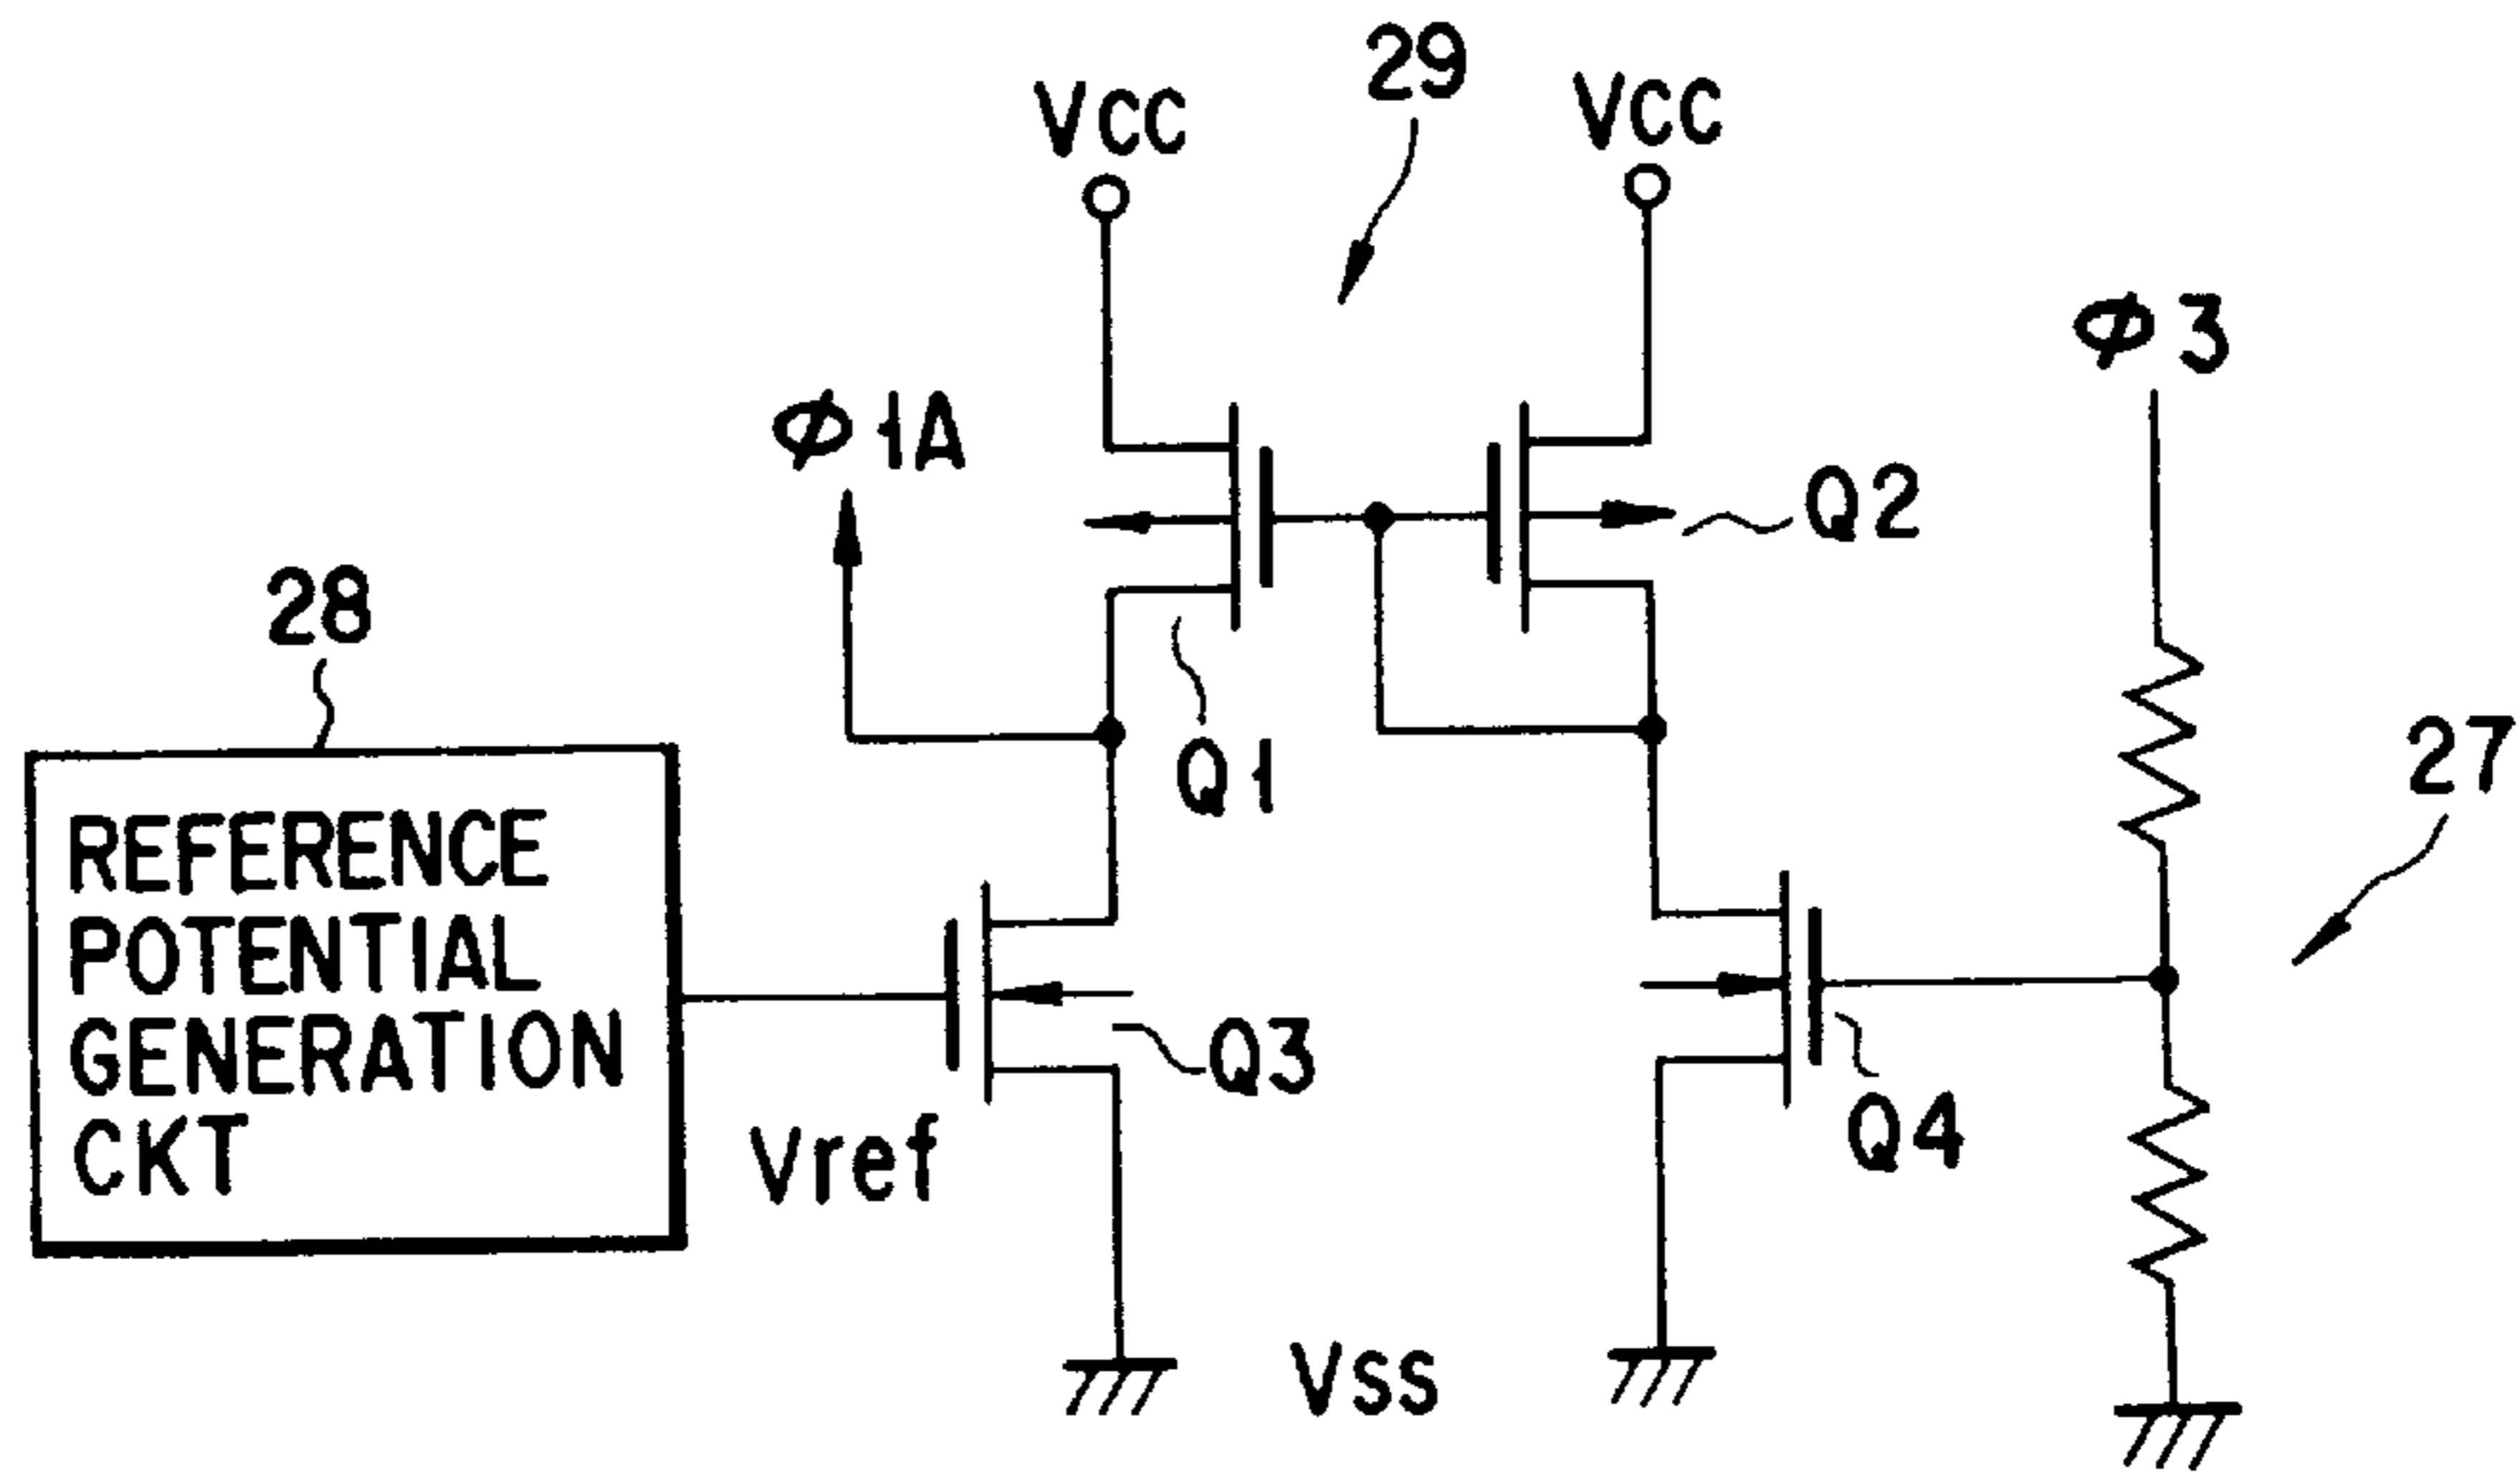 29
VCC
VCC
φ3
φ1A
Q2
28
Q1
27
REFERENCE
POTENTIAL
GENERATION
CKT
Q3
Q4
Vref
VSS